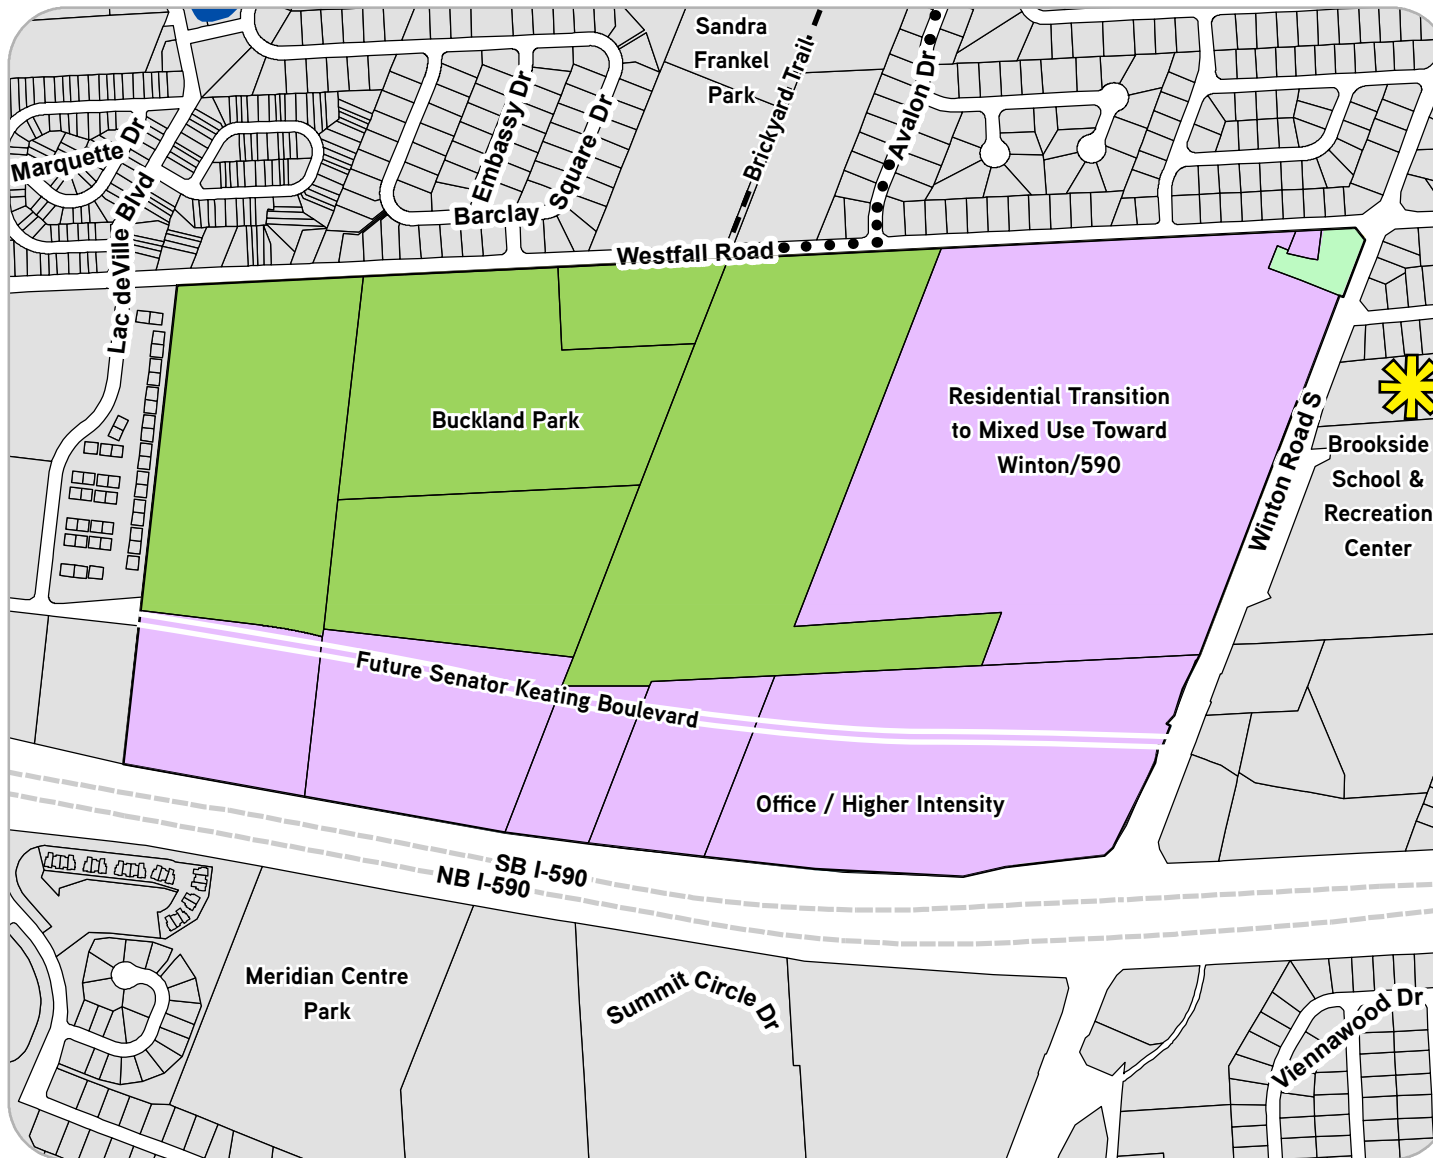 Sandra
Frankel
Park
Brickyard Trail
Avalon Dr
Embassy Dr
Square Dr
Marquette Dr
Barclay
Lac deVille Blvd
Westfall Road
Residential Transition
to Mixed Use Toward
Winton/590
Buckland Park
Winton Road S
Brookside
School &
Recreation
Center
Future Senator Keating Boulevard
Office / Higher Intensity
SB I-590
NB I-590
Meridian Centre
Park
Summit Circle Dr
Viennawood Dr